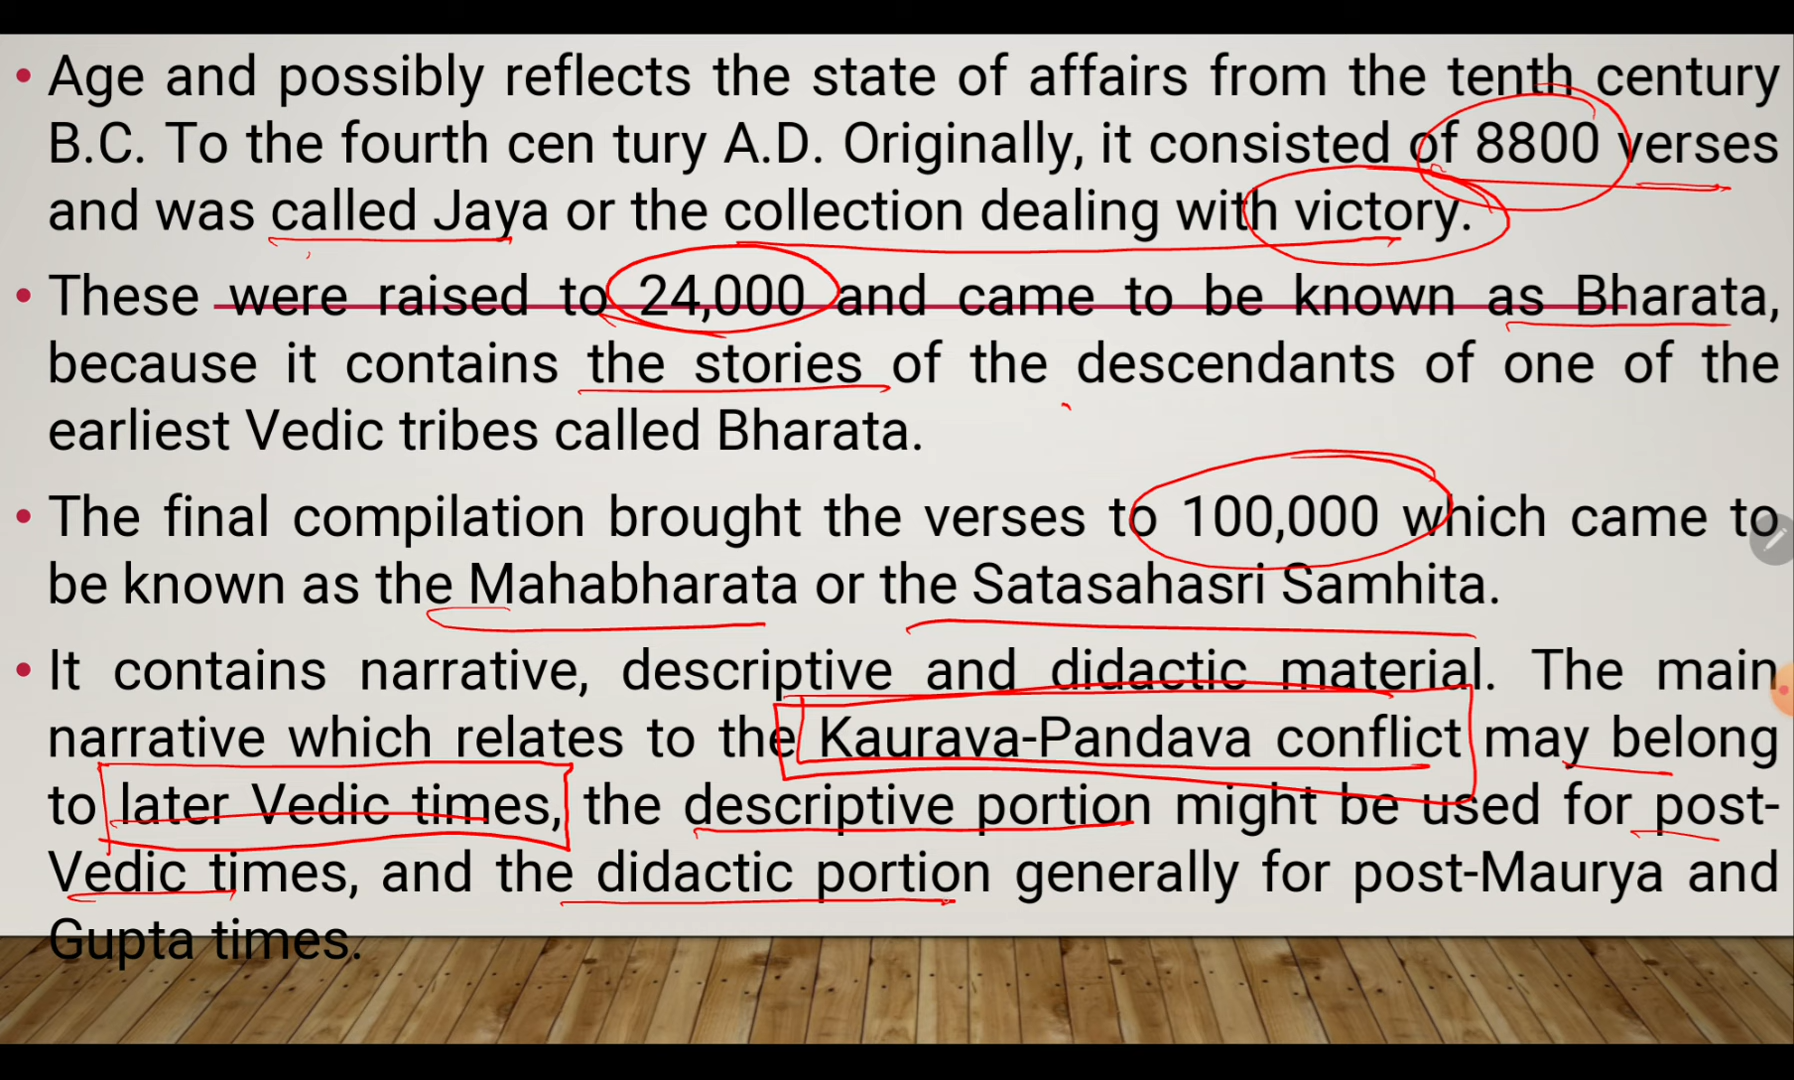 • Age and possibly reflects the state of affairs from the tenth century
B.C. To the fourth cen tury A.D. Originally, it consisted of 8800 verses
and was called Jaya or the collection dealing with victory.
• These were raised to 24,000 and came to be known as Bharata,
because it contains the stories of the descendants of one of the
earliest Vedic tribes called Bharata.
• The final compilation brought the verses to 100,000 which came to
be known as the Mahabharata or the Satasahasri Samhita.
• It contains narrative, descriptive and didactic material. The main
narrative which relates to the Kaurava-Pandava conflict may belong
to later Vedic times, the descriptive portion might be used for post-
Vedic times, and the didactic portion generally for post-Maurya and
Gupta times.